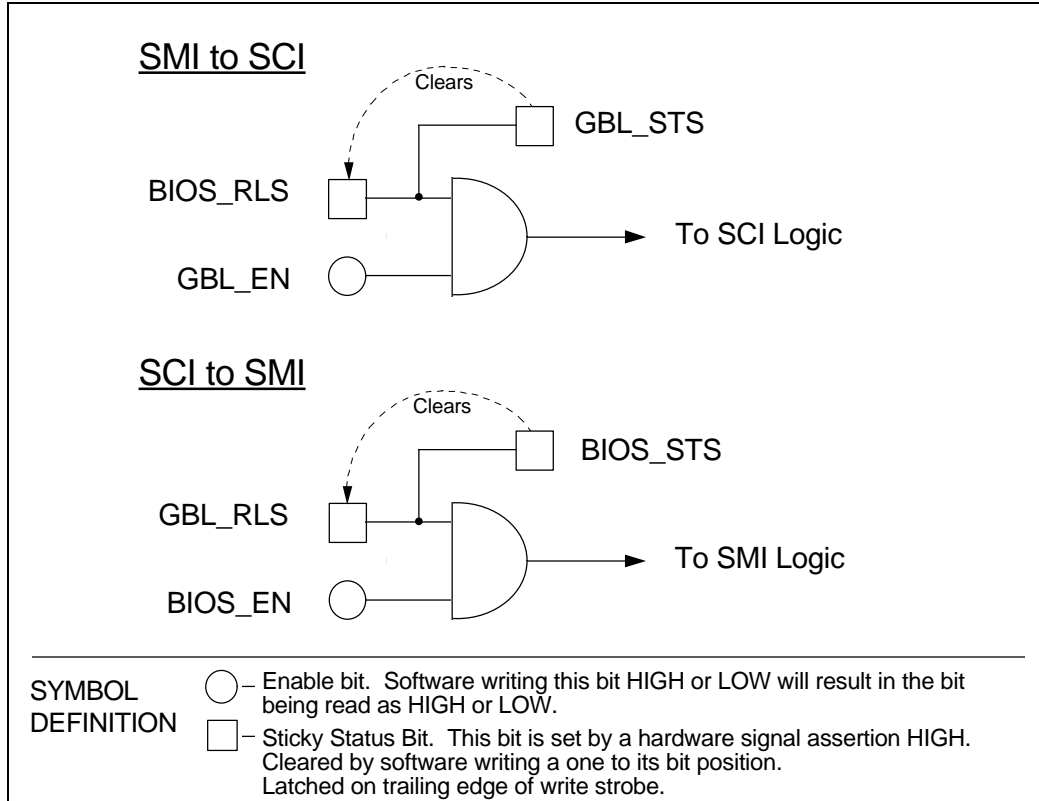 SMI to SCI
Clears
GBL_STS
BIOS_RLS
To SCI Logic
GBL_EN
SCI to SMI
Clears
BIOS_STS
GBL_RLS
To SMI Logic
BIOS_EN
SYMBOL
DEFINITION
– Enable bit. Software writing this bit HIGH or LOW will result in the bit
being read as HIGH or LOW.
– Sticky Status Bit. This bit is set by a hardware signal assertion HIGH.
Cleared by software writing a one to its bit position.
Latched on trailing edge of write strobe.